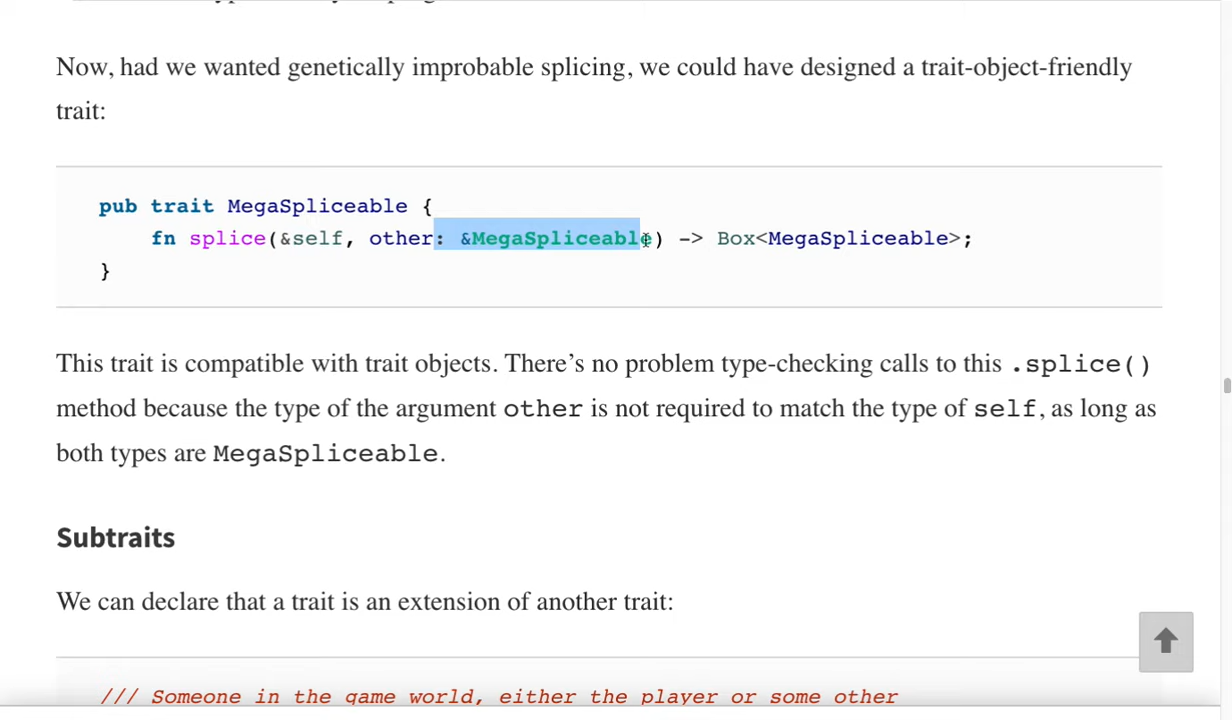 Now, had we wanted genetically improbable splicing, we could have designed a trait-object-friendly
trait:
pub trait MegaSpliceable {
fn splice(&self, other: &MegaSpliceable) -> Box<MegaSpliceable>;
}
This trait is compatible with trait objects. There’s no problem type-checking calls to this .splice()
method because the type of the argument other is not required to match the type of self, as long as
both types are MegaSpliceable.
Subtraits
We can declare that a trait is an extension of another trait:
/// Someone in the game world, either the player or some other